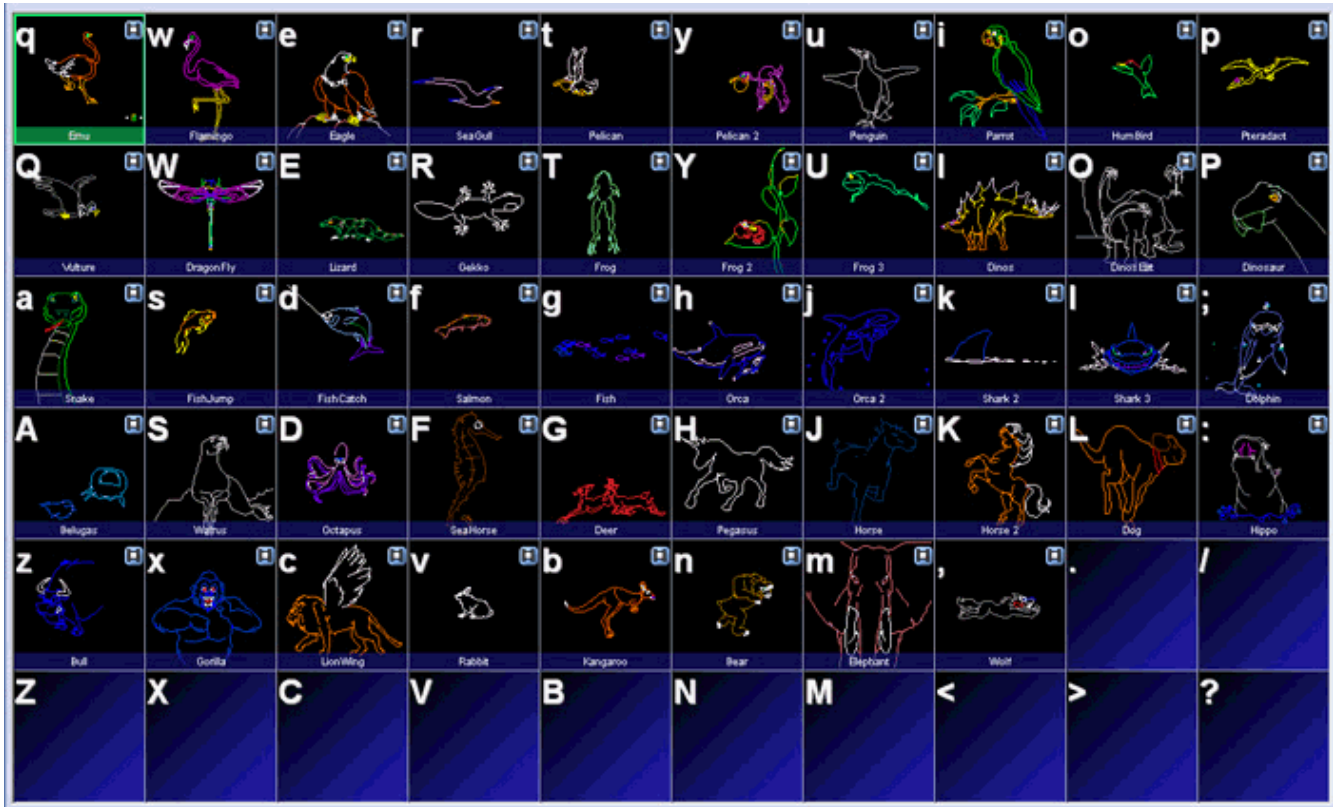 q w e r t y u i o p
Emu Flamingo Eagle SeaGull Pelican Pelican 2 Penguin Parrot HumBird Pteradact
Q W E R T Y U I O P
Vulture DragonFly Lizard Gekko Frog Frog 2 Frog 3 Dinos Dinosaur
a s d f g h j k l ;
Snake FishJump FishCatch Salmon Fish Orca Orca 2 Shark 2 Shark 3 Dolphin
A S D F G H J K L :
Belugas Walrus Octapus SeaHorse Deer Pegasus Horse Horse 2 Dog Hippo
z x c v b n m , . /
Bull Gorilla LionWing Rabbit Kangaroo Bear Elephant Wolf
Z X C V B N M < > ?